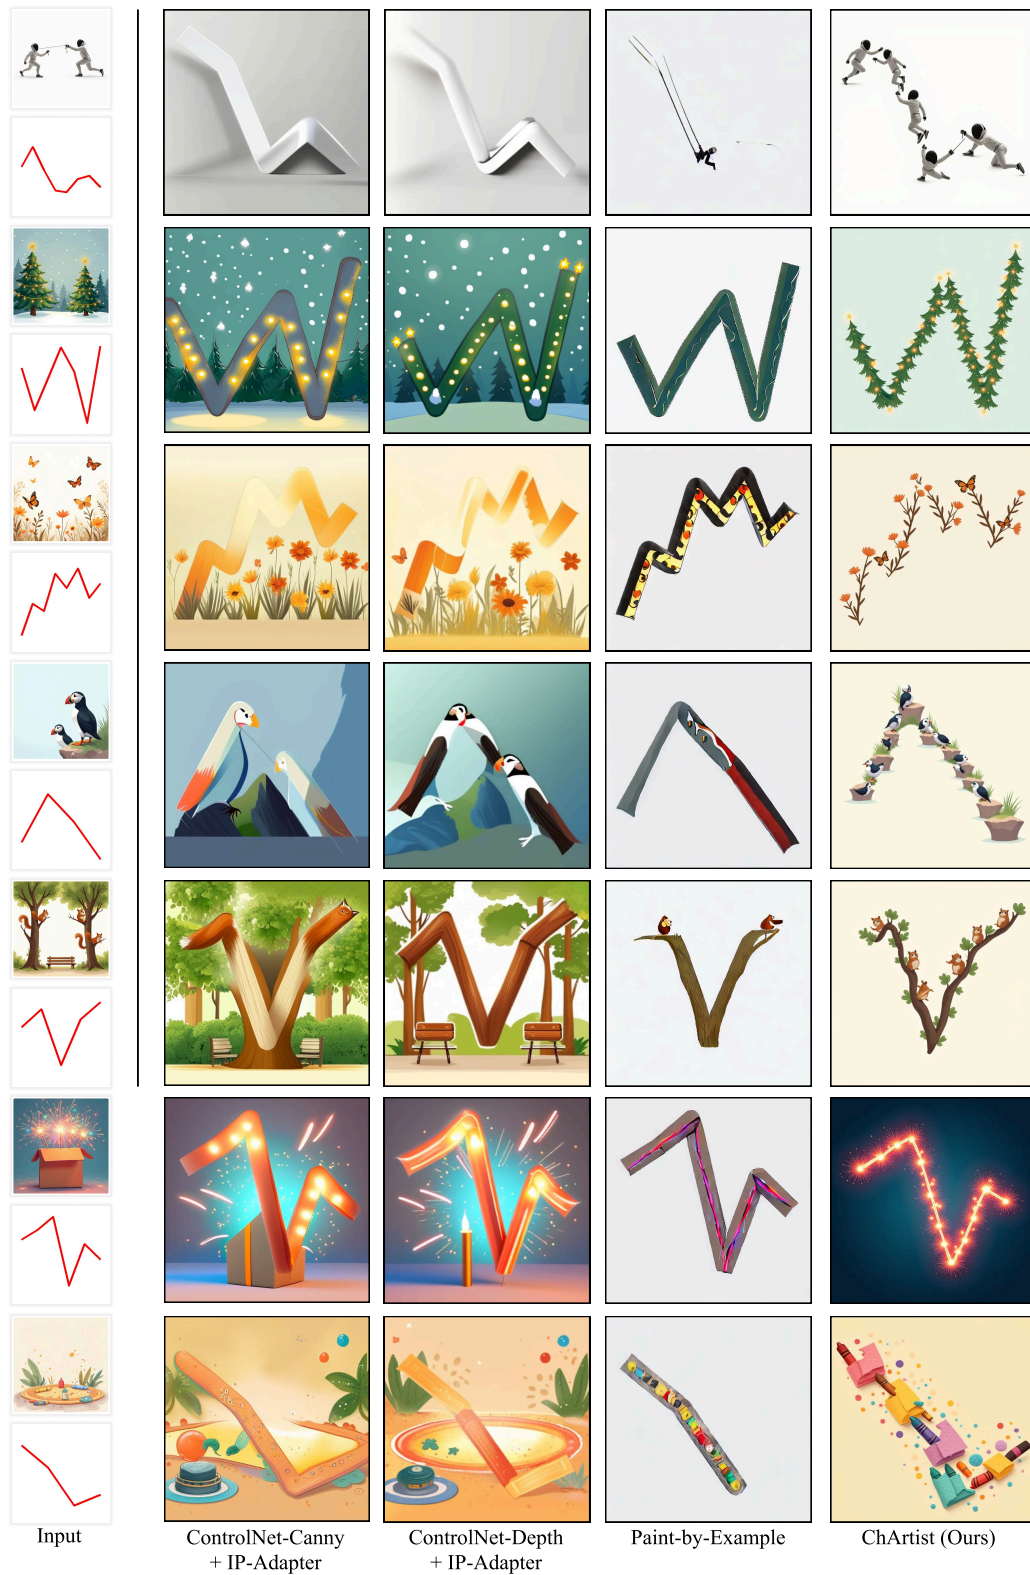 Input
ControlNet-Canny
+ IP-Adapter
ControlNet-Depth
+ IP-Adapter
Paint-by-Example
ChArtist (Ours)